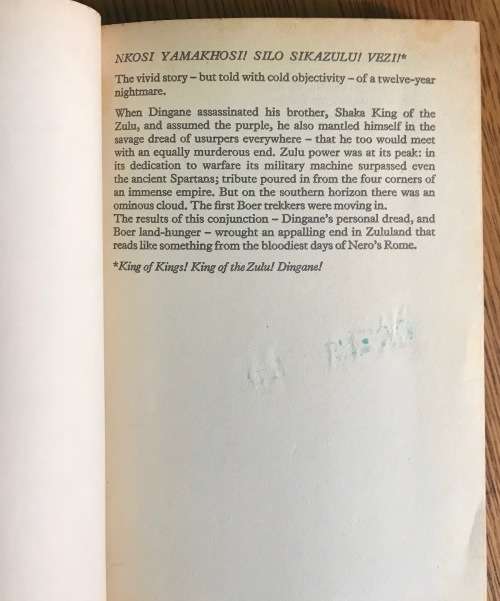 NKOSI YAMAKHOSI! SILO SIKAZULU! VEZI!*
The vivid story – but told with cold objectivity – of a twelve-year
nightmare.
When Dingane assassinated his brother, Shaka King of the
Zulu, and assumed the purple, he also mantled himself in the
savage dread of usurpers everywhere – that he too would meet
with an equally murderous end. Zulu power was at its peak: in
its dedication to warfare its military machine surpassed even
the ancient Spartans; tribute poured in from the four corners of
an immense empire. But on the southern horizon there was an
ominous cloud. The first Boer trekkers were moving in.
The results of this conjunction – Dingane's personal dread, and
Boer land-hunger – wrought an appalling end in Zululand that
reads like something from the bloodiest days of Nero's Rome.
*King of Kings! King of the Zulu! Dingane!